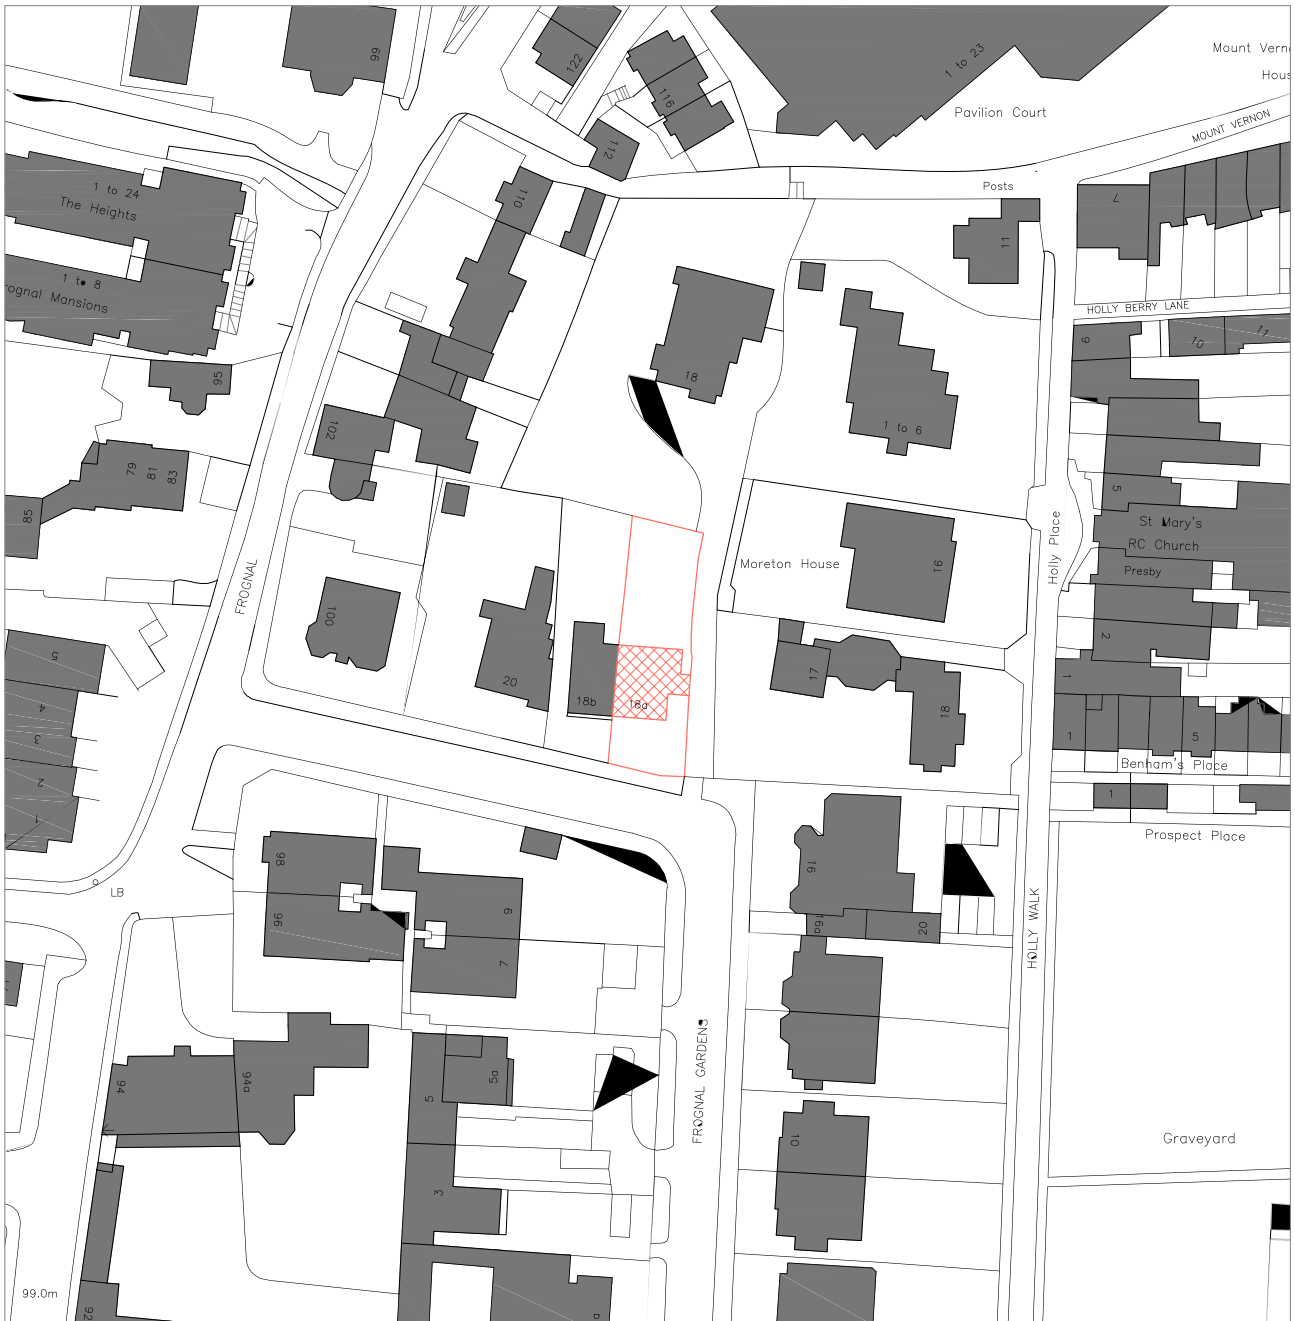 66
122
1 to 23
Mount Vern
Hous
116
Pavilion Court
MOUNT VERNON
112
1 to 24
The Heights
110
Posts
7
11
1 to 8
rognal Mansions
HOLLY BERRY LANE
9
10
11
95
18
102
1 to 6
79
81
83
85
5
St Mary's
RC Church
Presby
Holly Place
Moreton House
16
FROGNAL
100
2
5
20
18b
18a
17
18
1
4
3
2
1
1
5
Benham's Place
1
Prospect Place
LB
98
96
6
7
16
16a
20
HOLLY WALK
FROGNAL GARDENS
94
94a
5
5a
10
Graveyard
3
99.0m
92
a